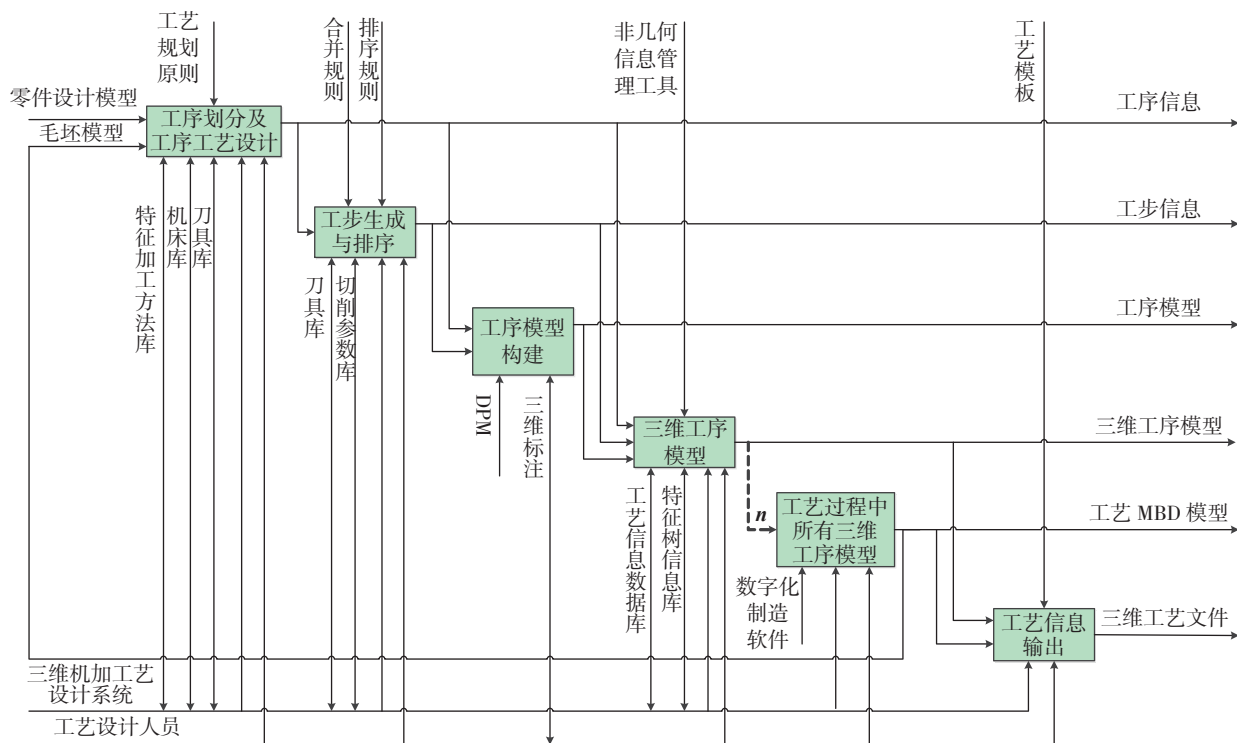 工艺
规划
原则
合并规则
排序规则
非几何
信息管
理工具
工艺模板
零件设计模型
毛坯模型
工序划分及
工序工艺设计
工序信息
特征加工方法库
机床库
刀具库
工步生成
与排序
工步信息
刀具库
切削参数库
工序模型
构建
工序模型
DPM
三维标注
三维工序
模型
三维工序模型
工艺信息数据库
特征树信息库
n
工艺过程中
所有三维
工序模型
工艺 MBD 模型
数字化
制造
软件
工艺信息
输出
三维工艺文件
三维机加工艺
设计系统
工艺设计人员